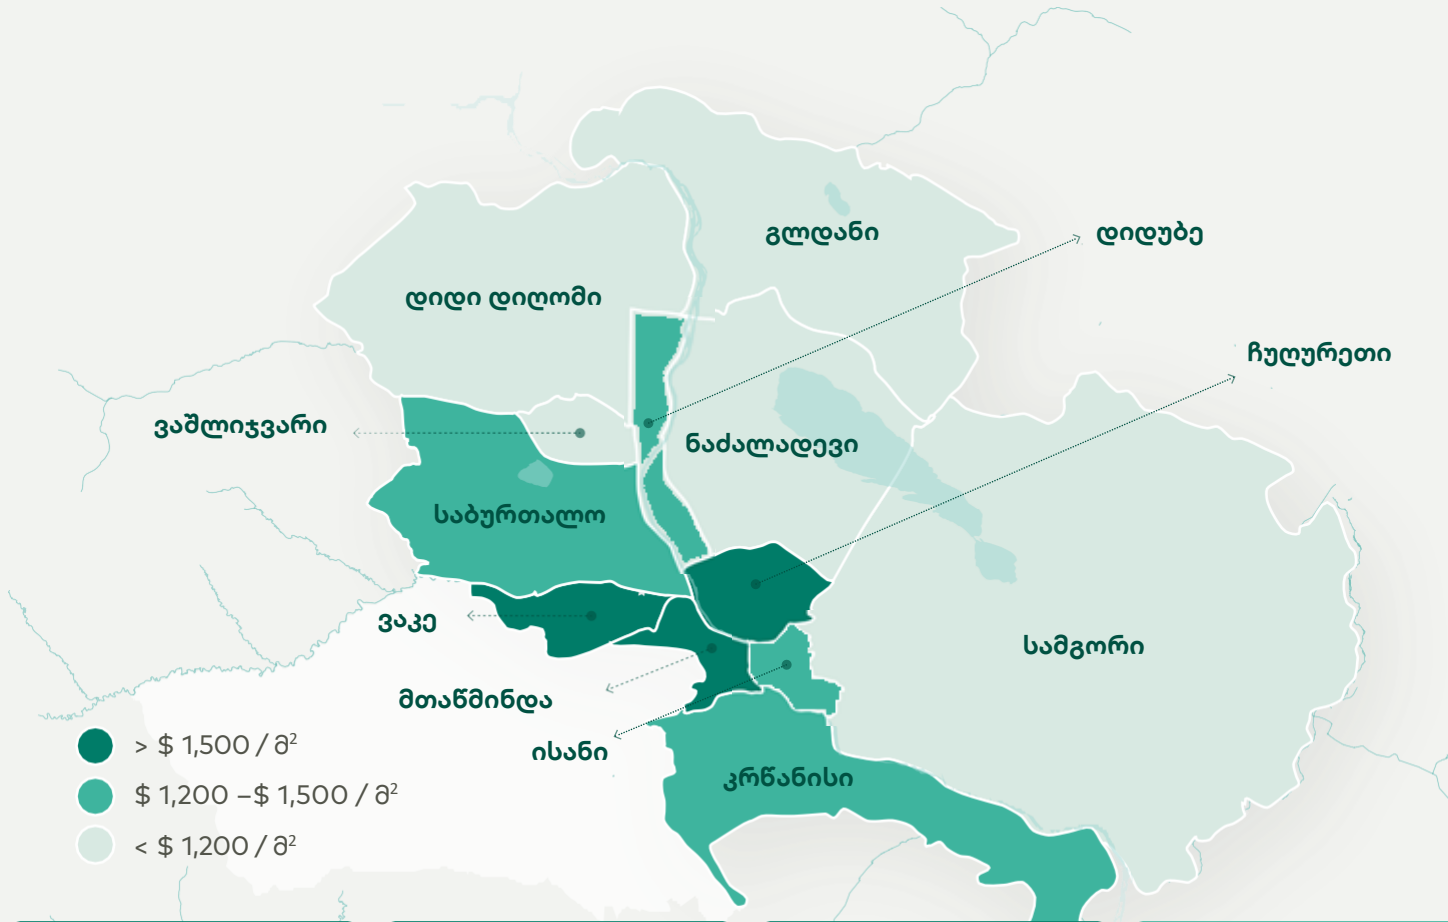 გლდანი
დიდუბე
დიდი დიღომი
ჩუღურეთი
ვაშლიჯვარი
ნაძალადევი
საბურთალო
ვაკე
სამგორი
მთაწმინდა
ისანი
კრწანისი
> $ 1,500 / მ²
$ 1,200 –$ 1,500 / მ²
< $ 1,200 / მ²